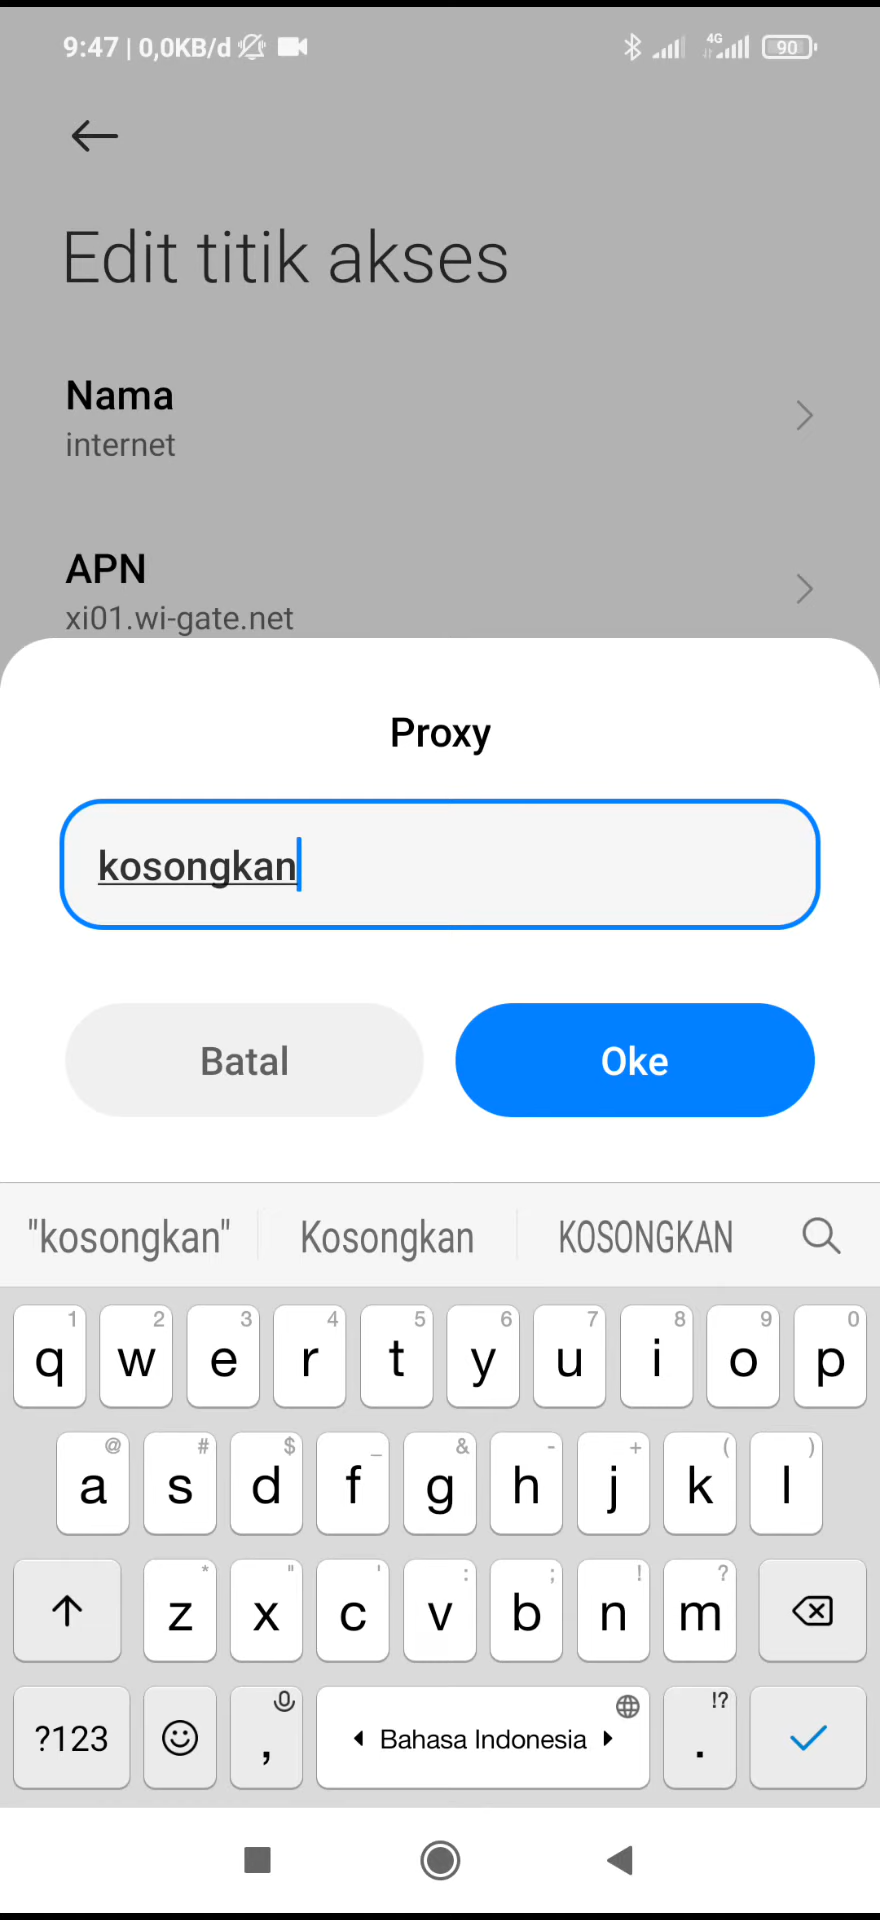 9:47 | 0,0KB/d
4G
90
Edit titik akses
Nama
internet
APN
xi01.wi-gate.net
Proxy
kosongkan
Batal Oke
"kosongkan" Kosongkan KOSONGKAN
1 2 3 4 5 6 7 8 9 0
q w e r t y u i o p
@ # $ _ & - + ( )
a s d f g h j k l
* " ' : ; ! ?
z x c v b n m
!?
?123 , Bahasa Indonesia .